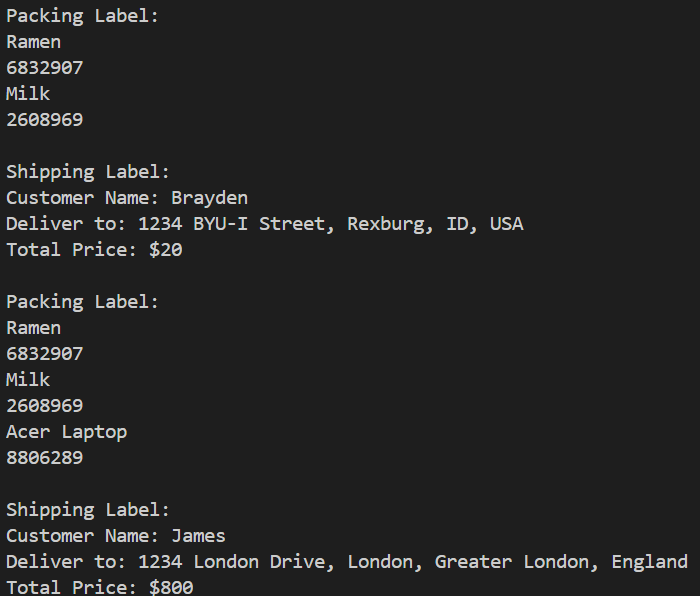 Packing Label:
Ramen
6832907
Milk
2608969
Shipping Label:
Customer Name: Brayden
Deliver to: 1234 BYU-I Street, Rexburg, ID, USA
Total Price: $20
Packing Label:
Ramen
6832907
Milk
2608969
Acer Laptop
8806289
Shipping Label:
Customer Name: James
Deliver to: 1234 London Drive, London, Greater London, England
Total Price: $800